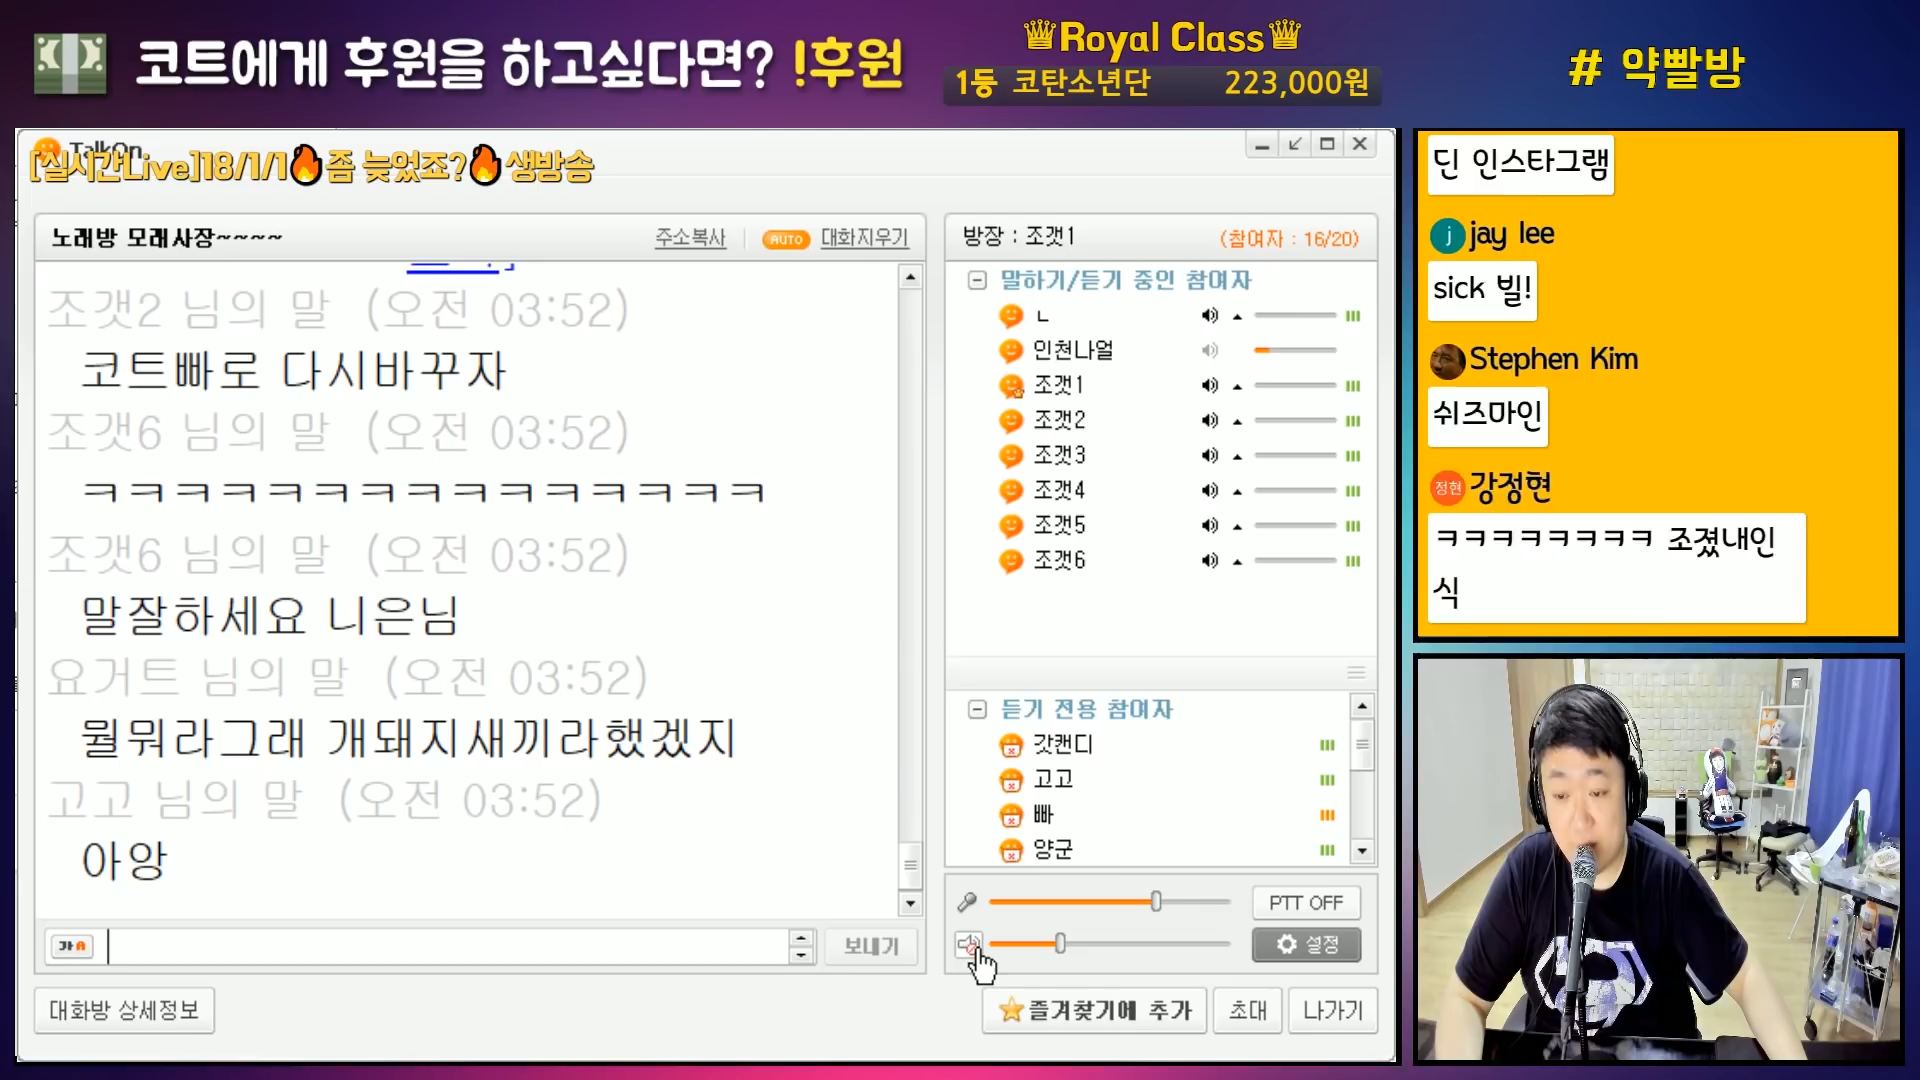 코트에게 후원을 하고싶다면? !후원
♛Royal Class♛
1등 코탄소년단 223,000원
# 약빨방
TalkOn
[실시간Live]18/1/1🔥좀 늦었죠?🔥생방송
노래방 모래사장~~~~
주소복사
AUTO 대화지우기
조갯2 님의 말 (오전 03:52)
코트빠로 다시바꾸자
조갯6 님의 말 (오전 03:52)
ㅋㅋㅋㅋㅋㅋㅋㅋㅋㅋㅋㅋㅋㅋㅋ
조갯6 님의 말 (오전 03:52)
말잘하세요 니은님
요거트 님의 말 (오전 03:52)
뭘뭐라그래 개돼지새끼라했겠지
고고 님의 말 (오전 03:52)
아앙
가A
보내기
대화방 상세정보
방장 : 조갯1 (참여자 : 16/20)
말하기/듣기 중인 참여자
ㄴ
인천나얼
조갯1
조갯2
조갯3
조갯4
조갯5
조갯6
듣기 전용 참여자
갓캔디
고고
빠
양군
PTT OFF
설정
즐겨찾기에 추가
초대
나가기
딘 인스타그램
j jay lee
sick 빌!
Stephen Kim
쉬즈마인
정현 강정현
ㅋㅋㅋㅋㅋㅋㅋㅋ 조졌내인
식